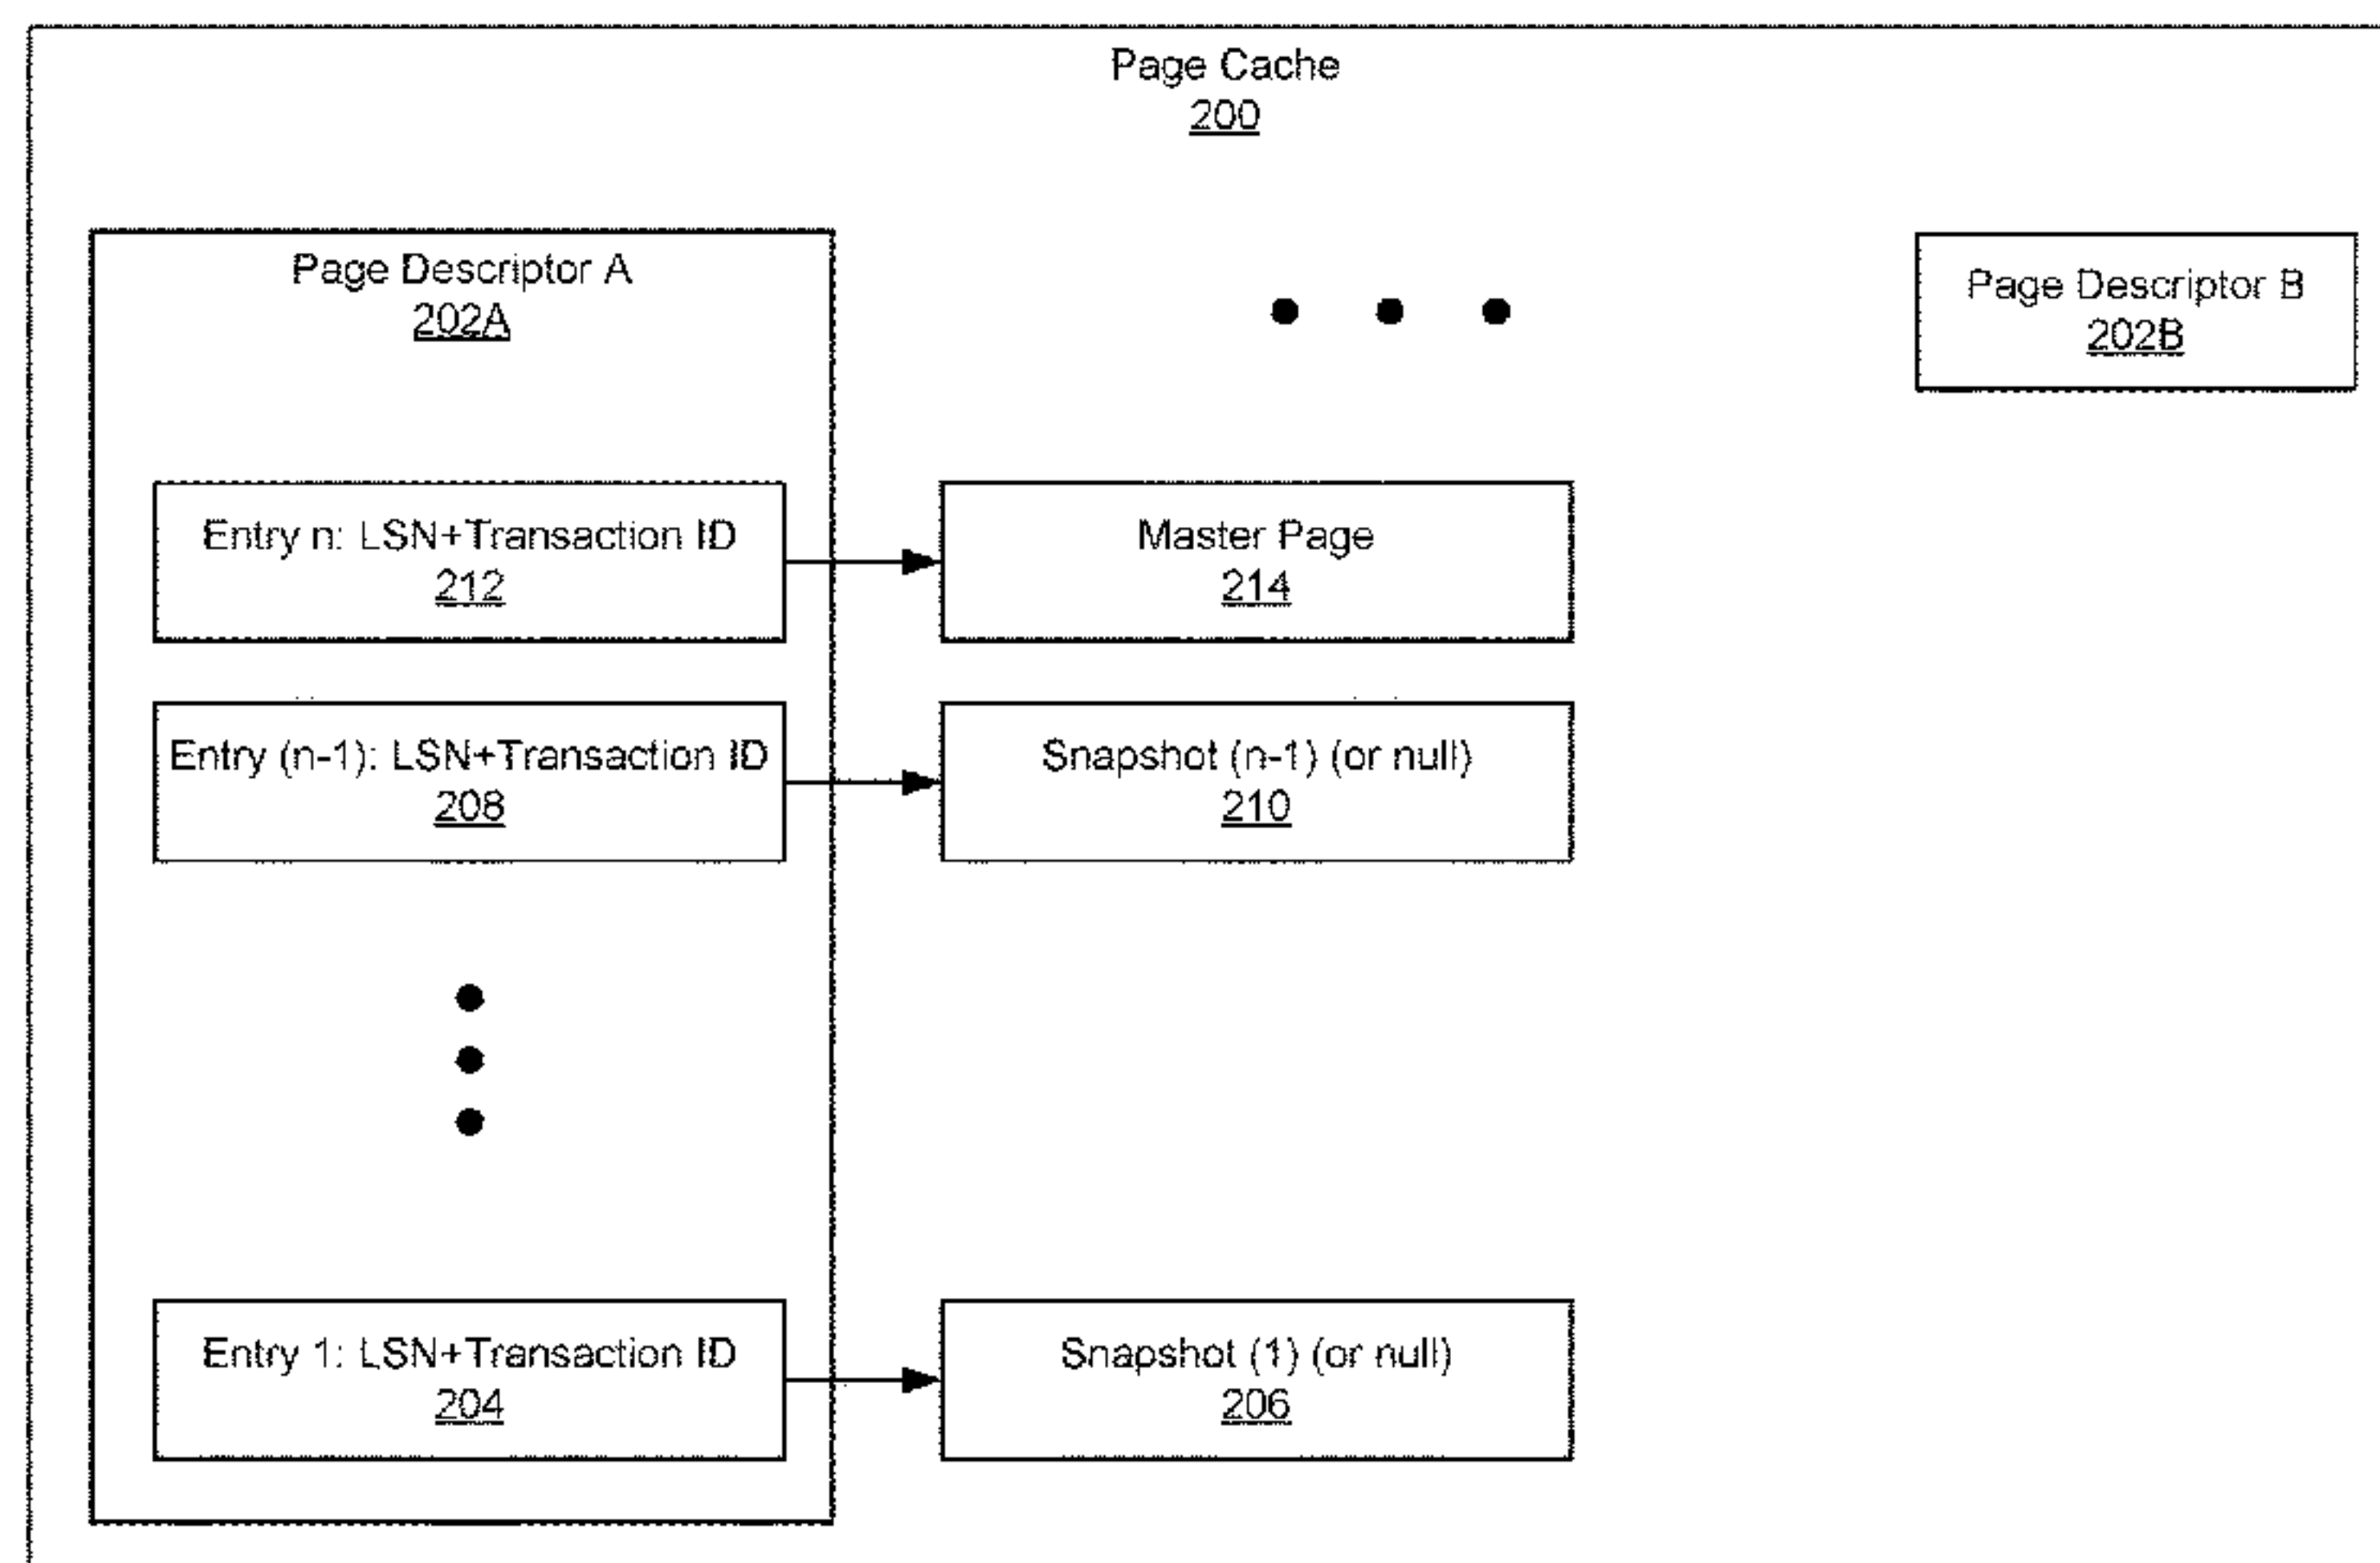 Page Cache
200
Page Descriptor A
202A
Page Descriptor B
202B
Entry n: LSN+Transaction ID
212
Master Page
214
Entry (n-1): LSN+Transaction ID
208
Snapshot (n-1) (or null)
210
Entry 1: LSN+Transaction ID
204
Snapshot (1) (or null)
206